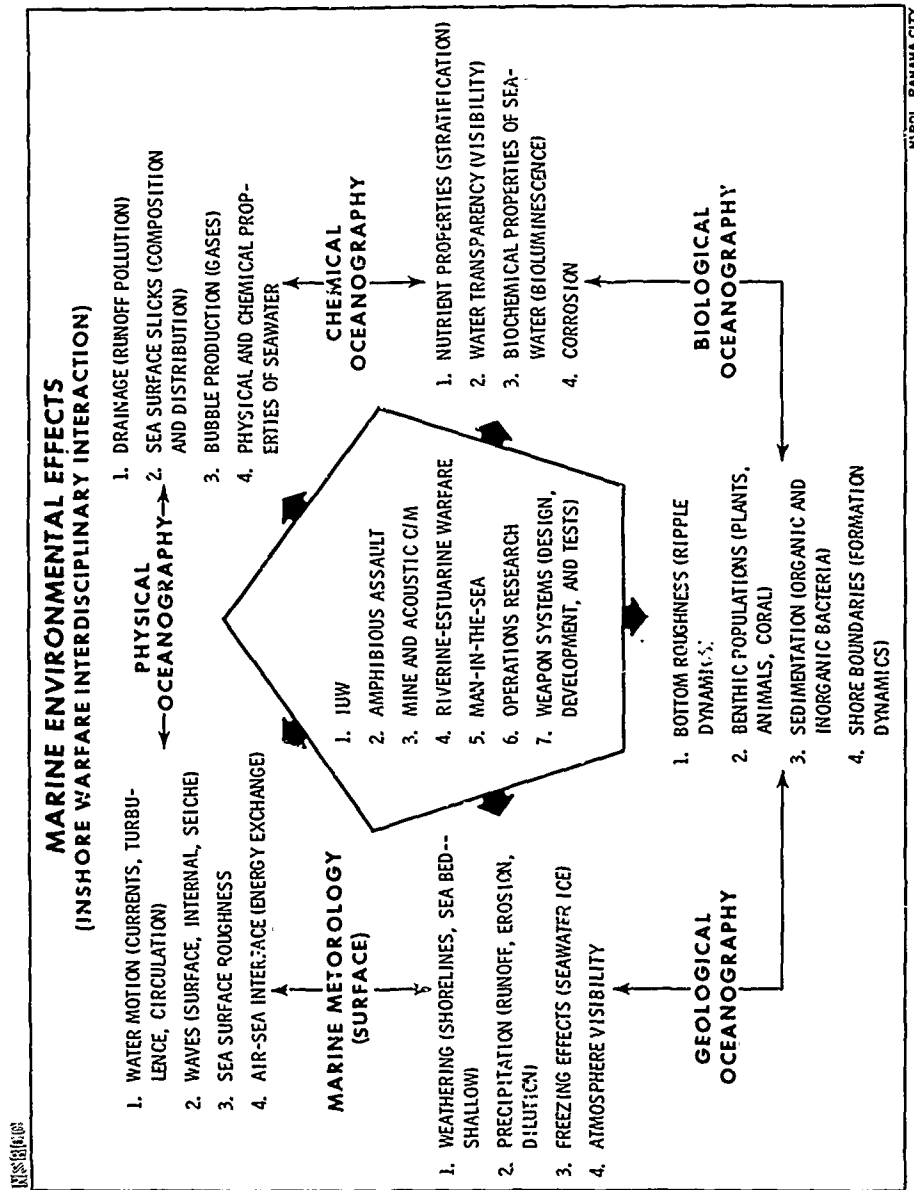 MARINE ENVIRONMENTAL EFFECTS
(INSHORE WARFARE INTERDISCIPLINARY INTERACTION)
PHYSICAL
OCEANOGRAPHY
1. WATER MOTION (CURRENTS, TURBU-
LENCE, CIRCULATION)
2. WAVES (SURFACE, INTERNAL, SEICHE)
3. SEA SURFACE ROUGHNESS
4. AIR-SEA INTERFACE (ENERGY EXCHANGE)
1. DRAINAGE (RUNOFF POLLUTION)
2. SEA SURFACE SLICKS (COMPOSITION
AND DISTRIBUTION)
3. BUBBLE PRODUCTION (GASES)
4. PHYSICAL AND CHEMICAL PROP-
ERTIES OF SEAWATER
MARINE METOROLOGY
(SURFACE)
CHEMICAL
OCEANOGRAPHY
1. IUW
2. AMPHIBIOUS ASSAULT
3. MINE AND ACOUSTIC C/M
4. RIVERINE-ESTUARINE WARFARE
5. MAN-IN-THE-SEA
6. OPERATIONS RESEARCH
7. WEAPON SYSTEMS (DESIGN,
DEVELOPMENT, AND TESTS)
1. WEATHERING (SHORELINES, SEA BED--
SHALLOW)
2. PRECIPITATION (RUNOFF, EROSION,
DILUTION)
3. FREEZING EFFECTS (SEAWATER ICE)
4. ATMOSPHERE VISIBILITY
1. NUTRIENT PROPERTIES (STRATIFICATION)
2. WATER TRANSPARENCY (VISIBILITY)
3. BIOCHEMICAL PROPERTIES OF SEA-
WATER (BIOLUMINESCENCE)
4. CORROSION
GEOLOGICAL
OCEANOGRAPHY
BIOLOGICAL
OCEANOGRAPHY
1. BOTTOM ROUGHNESS (RIPPLE
DYNAMICS)
2. BENTHIC POPULATIONS (PLANTS,
ANIMALS, CORAL)
3. SEDIMENTATION (ORGANIC AND
INORGANIC BACTERIA)
4. SHORE BOUNDARIES (FORMATION
DYNAMICS)
PANAMA CITY